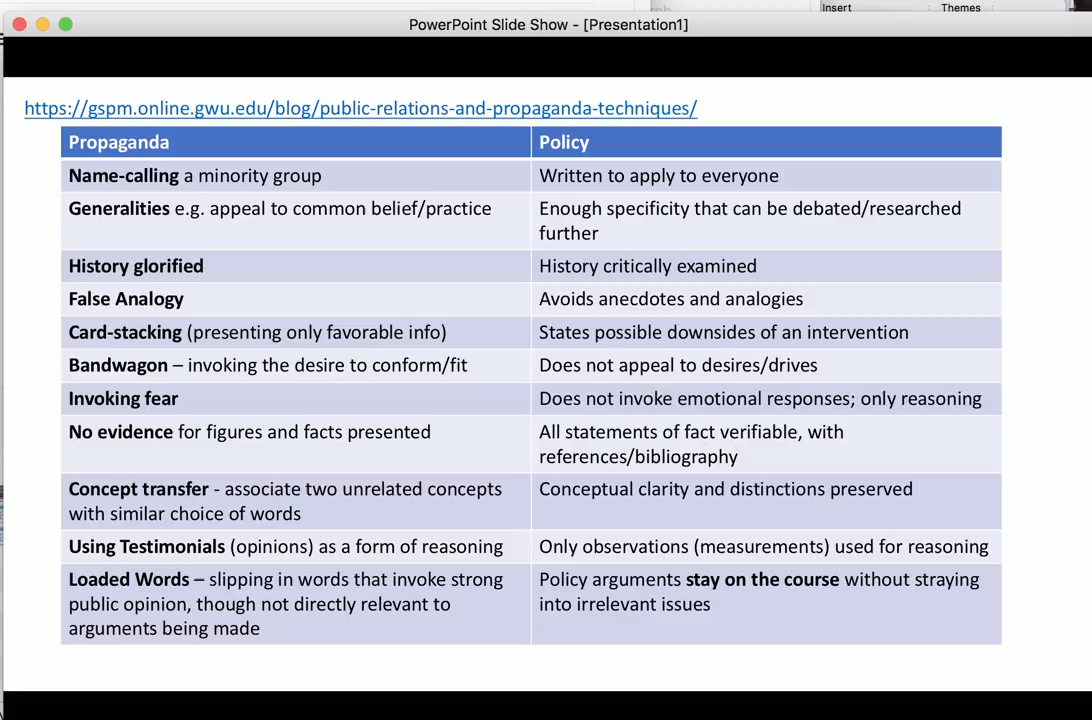 Insert
Themes
PowerPoint Slide Show - [Presentation1]
https://gspm.online.gwu.edu/blog/public-relations-and-propaganda-techniques/
Propaganda
Policy
Name-calling a minority group
Written to apply to everyone
Generalities e.g. appeal to common belief/practice
Enough specificity that can be debated/researched
further
History glorified
History critically examined
False Analogy
Avoids anecdotes and analogies
Card-stacking (presenting only favorable info)
States possible downsides of an intervention
Bandwagon – invoking the desire to conform/fit
Does not appeal to desires/drives
Invoking fear
Does not invoke emotional responses; only reasoning
No evidence for figures and facts presented
All statements of fact verifiable, with
references/bibliography
Concept transfer - associate two unrelated concepts
with similar choice of words
Conceptual clarity and distinctions preserved
Using Testimonials (opinions) as a form of reasoning
Only observations (measurements) used for reasoning
Loaded Words – slipping in words that invoke strong
public opinion, though not directly relevant to
arguments being made
Policy arguments stay on the course without straying
into irrelevant issues